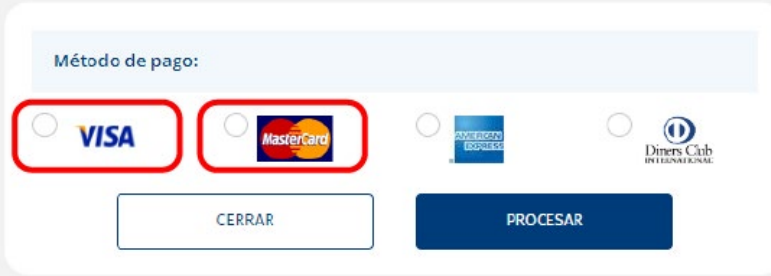 Método de pago:
VISA MasterCard AMERICAN EXPRESS Diners Club INTERNATIONAL
CERRAR PROCESAR